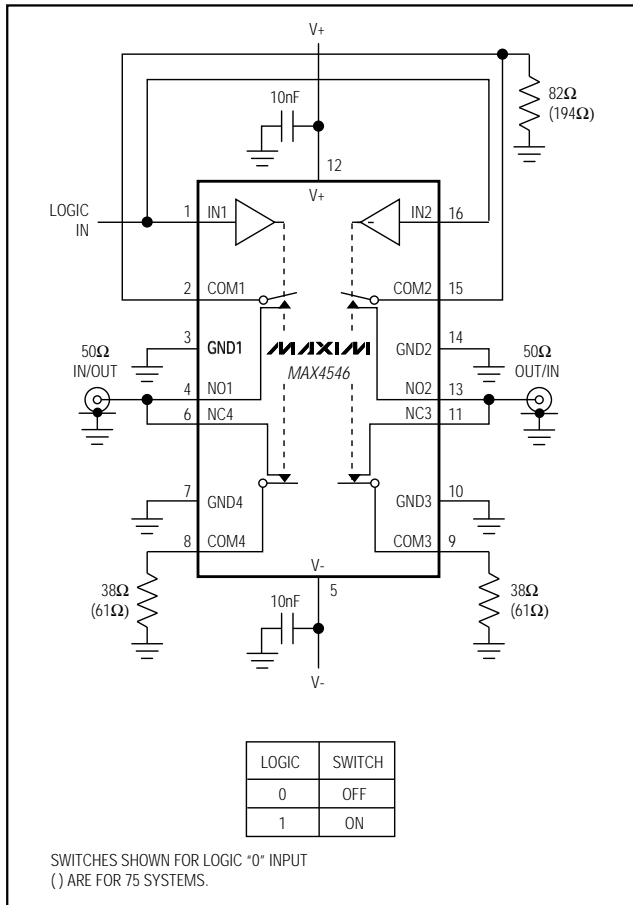 V+
82Ω
(194Ω)
10nF
12
V+
LOGIC
IN
1 IN1 IN2 16
2 COM1 COM2 15
3 GND1 GND2 14
50Ω
IN/OUT
MAXIM
MAX4546
50Ω
OUT/IN
4 NO1 NO2 13
6 NC4 NC3 11
7 GND4 GND3 10
8 COM4 COM3 9
V-
38Ω
(61Ω)
10nF
5
38Ω
(61Ω)
V-
LOGIC SWITCH
0 OFF
1 ON
SWITCHES SHOWN FOR LOGIC "0" INPUT
( ) ARE FOR 75 SYSTEMS.